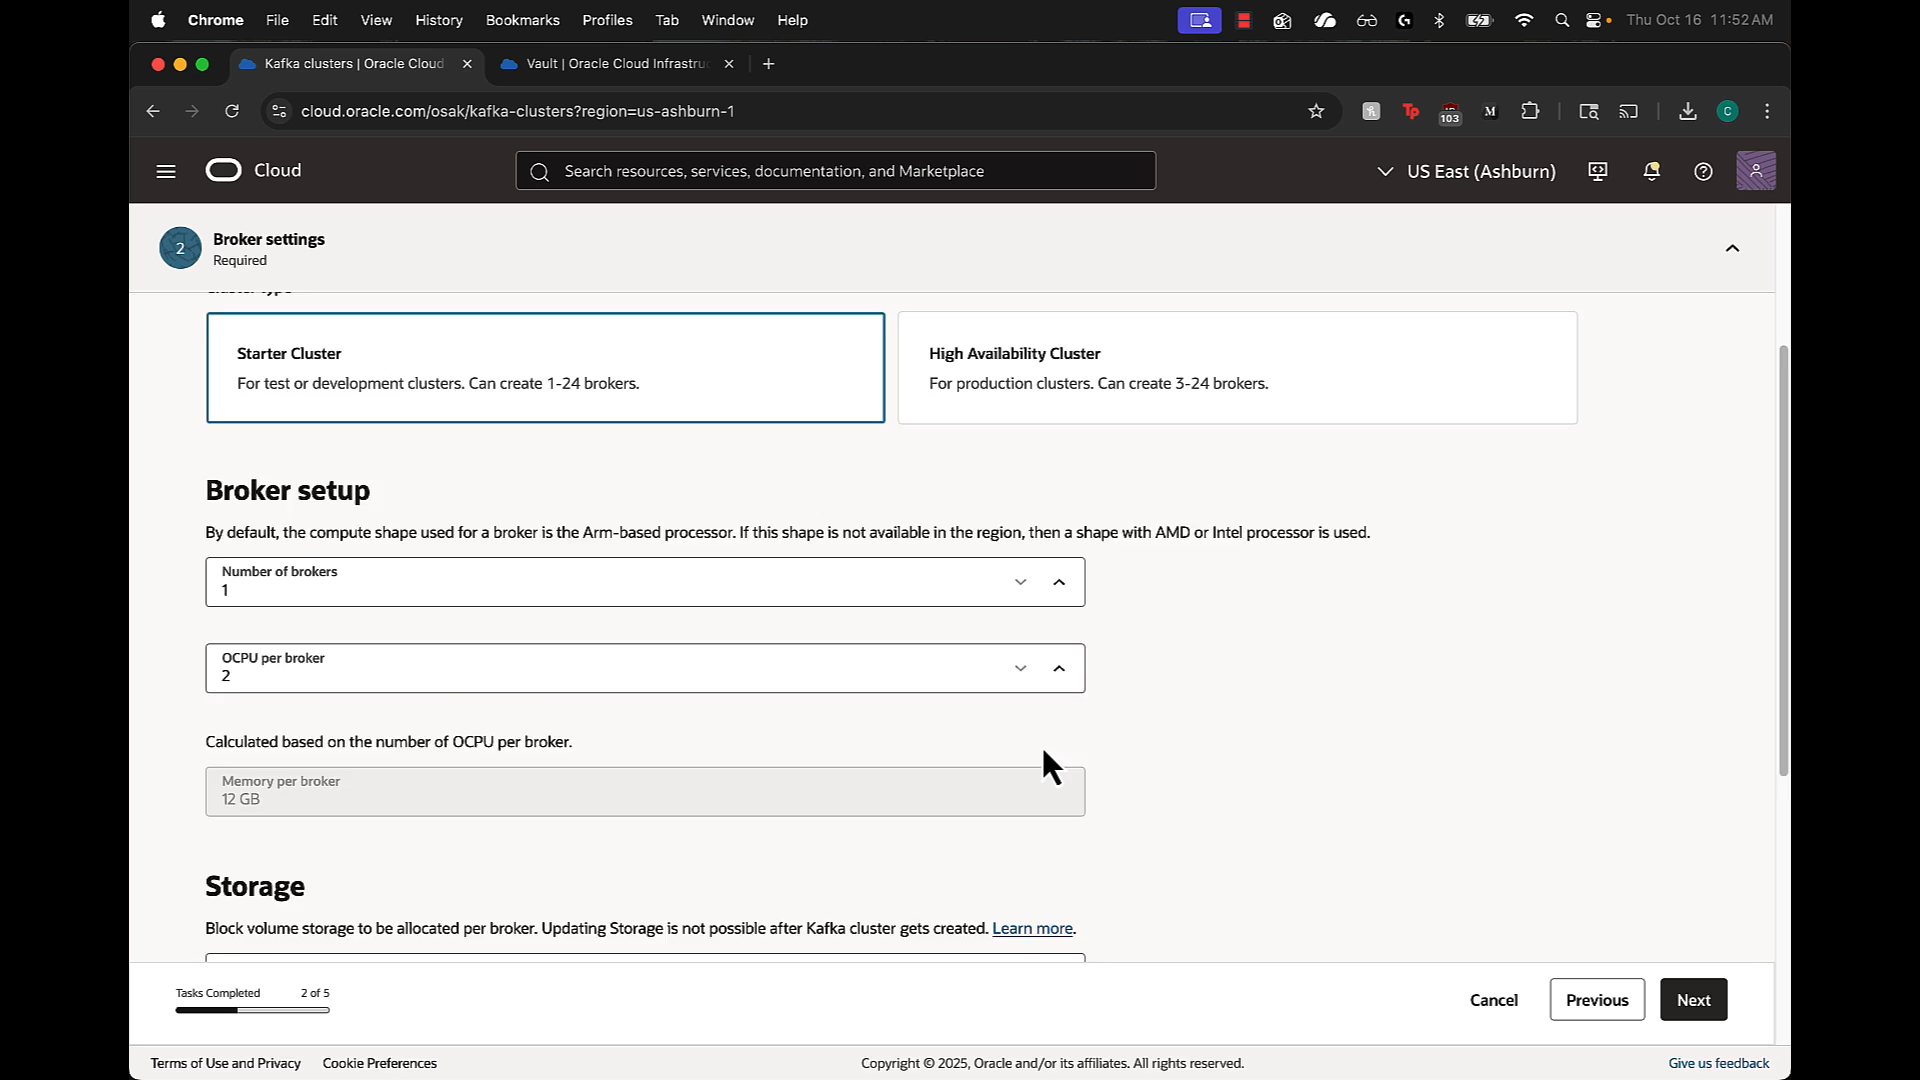 Chrome File Edit View History Bookmarks Profiles Tab Window Help Thu Oct 16 11:52 AM
Kafka clusters | Oracle Cloud Vault | Oracle Cloud Infrastru
cloud.oracle.com/osak/kafka-clusters?region=us-ashburn-1 Tp 103 M C
Cloud Search resources, services, documentation, and Marketplace US East (Ashburn)
2 Broker settings
Required
Starter Cluster
For test or development clusters. Can create 1-24 brokers.
High Availability Cluster
For production clusters. Can create 3-24 brokers.
Broker setup
By default, the compute shape used for a broker is the Arm-based processor. If this shape is not available in the region, then a shape with AMD or Intel processor is used.
Number of brokers
1
OCPU per broker
2
Calculated based on the number of OCPU per broker.
Memory per broker
12 GB
Storage
Block volume storage to be allocated per broker. Updating Storage is not possible after Kafka cluster gets created. Learn more.
Tasks Completed 2 of 5
Cancel Previous Next
Terms of Use and Privacy Cookie Preferences Copyright © 2025, Oracle and/or its affiliates. All rights reserved. Give us feedback